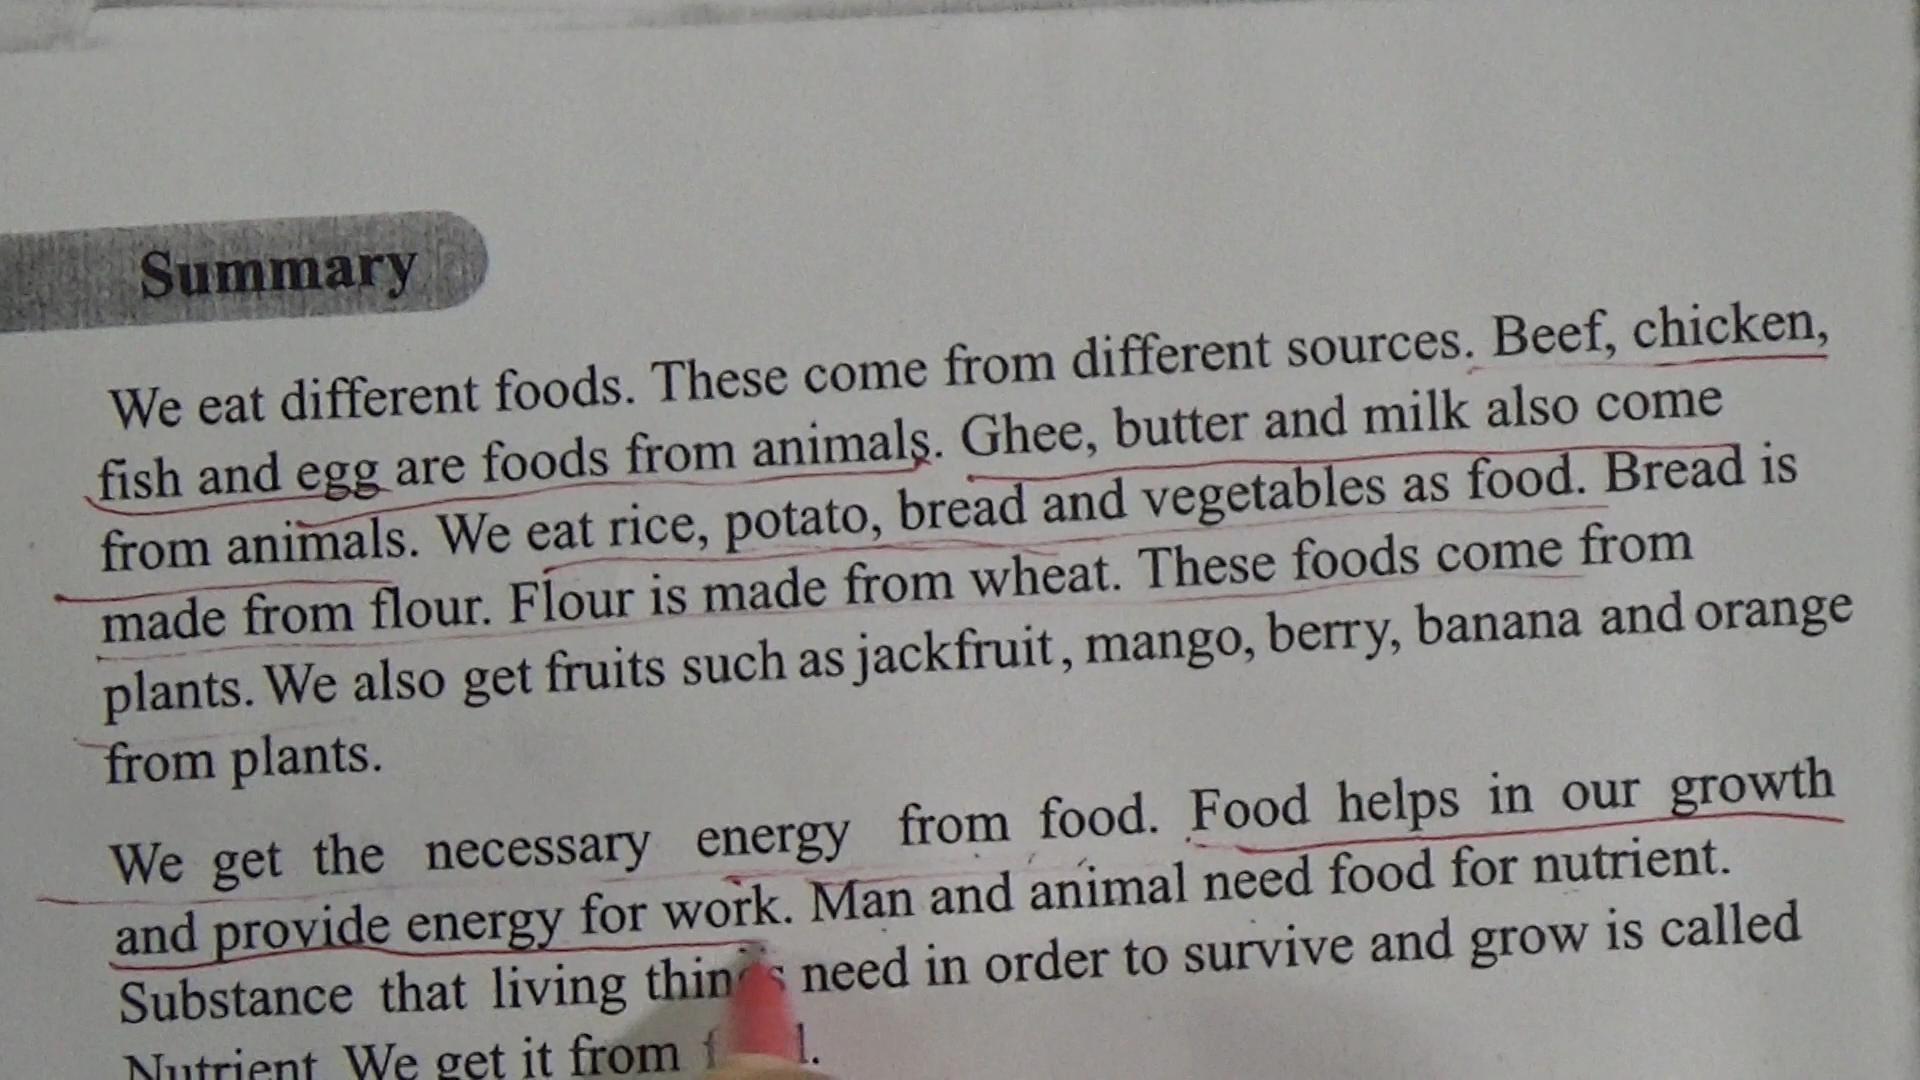 Summary
We eat different foods. These come from different sources. Beef, chicken,
fish and egg are foods from animals. Ghee, butter and milk also come
from animals. We eat rice, potato, bread and vegetables as food. Bread is
made from flour. Flour is made from wheat. These foods come from
plants. We also get fruits such as jackfruit, mango, berry, banana and orange
from plants.
We get the necessary energy from food. Food helps in our growth
and provide energy for work. Man and animal need food for nutrient.
Substance that living things need in order to survive and grow is called
Nutrient We get it from